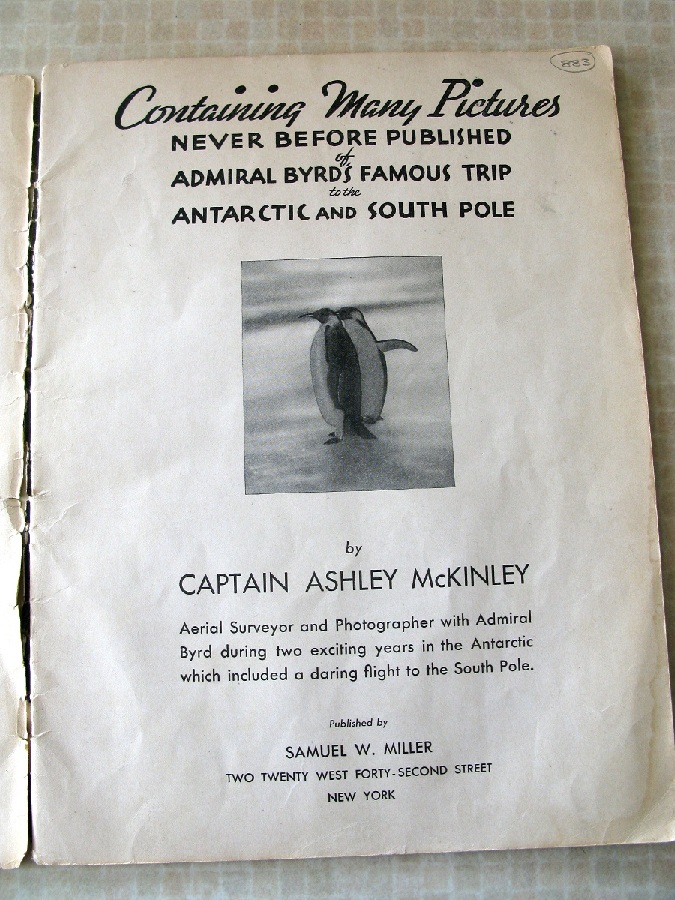 883
Containing Many Pictures
NEVER BEFORE PUBLISHED
of
ADMIRAL BYRD'S FAMOUS TRIP
to the
ANTARCTIC AND SOUTH POLE
by
CAPTAIN ASHLEY McKINLEY
Aerial Surveyor and Photographer with Admiral
Byrd during two exciting years in the Antarctic
which included a daring flight to the South Pole.
Published by
SAMUEL W. MILLER
TWO TWENTY WEST FORTY-SECOND STREET
NEW YORK